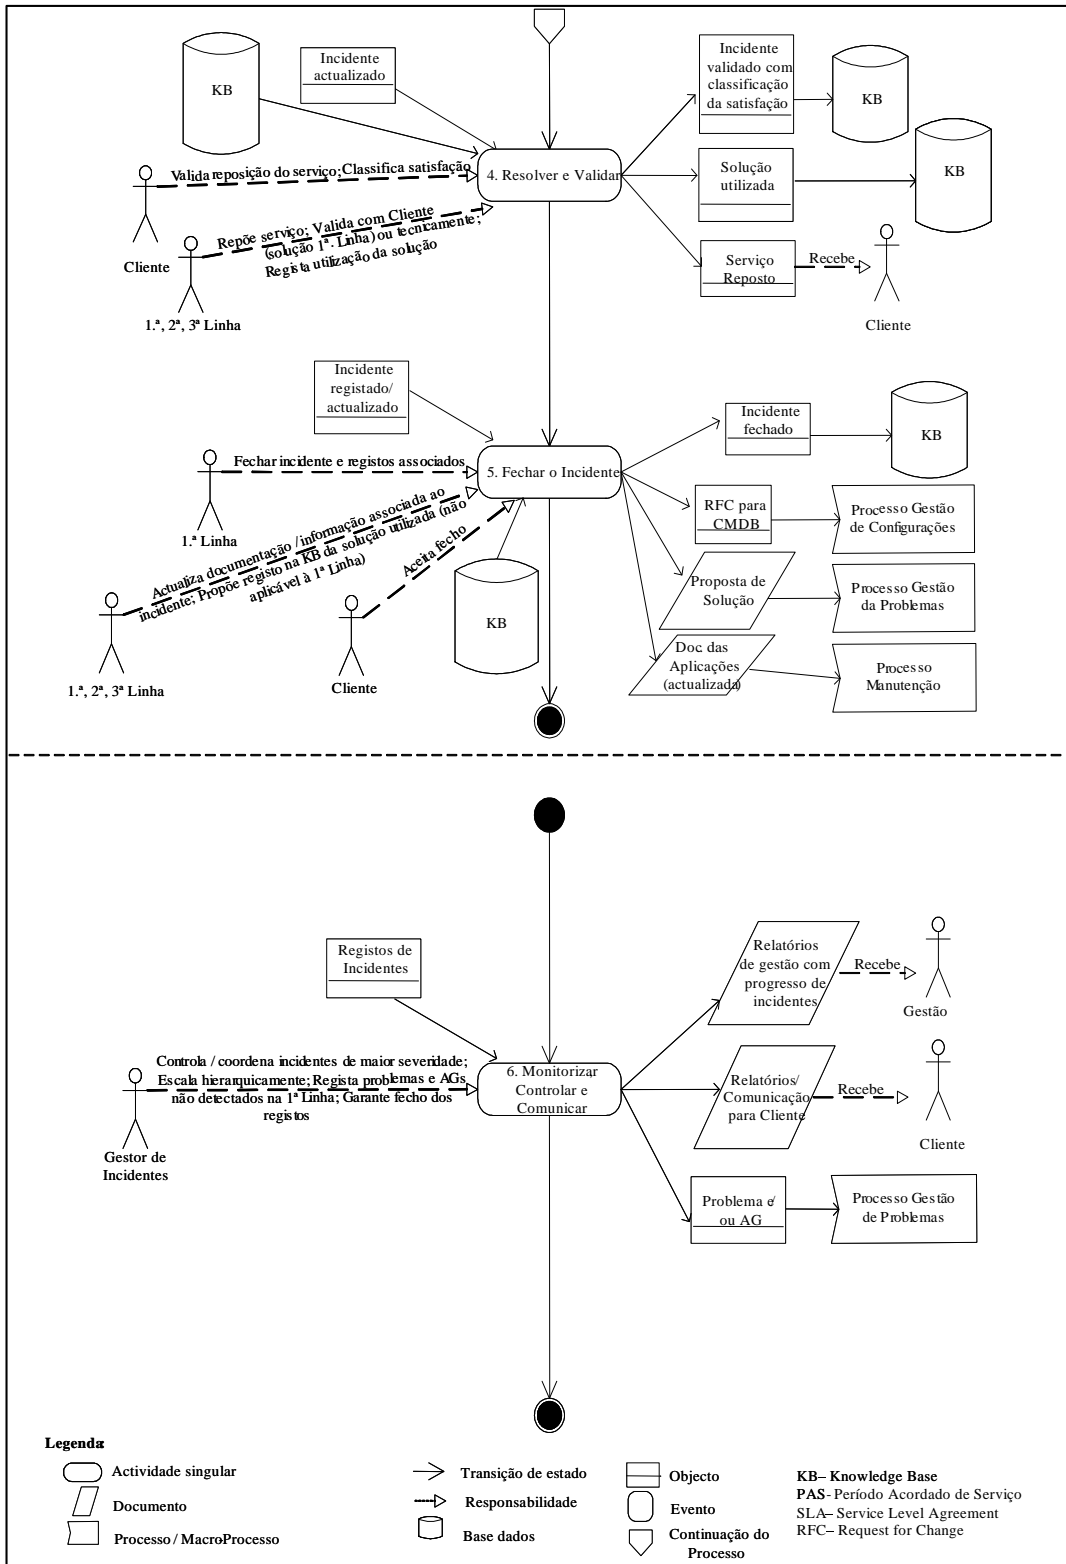 KB
Incidente
actualizado
Incidente
validado com
classificação
da satisfação
KB
Valida reposição do serviço; Classifica satisfação
4. Resolver e Validar
Solução
utilizada
KB
Cliente
Repõe serviço; Valida com Cliente
(solução 1ª. Linha) ou tecnicamente;
Regista utilização da solução
1.ª, 2ª, 3ª Linha
Serviço
Reposto
Recebe
Cliente
Incidente
registado/
actualizado
Incidente
fechado
KB
Fechar incidente e registos associados
5. Fechar o Incidente
1.ª Linha
RFC para
CMDB
Processo Gestão
de Configurações
Actualiza documentação / informação associada ao
incidente; Propõe registo na KB da solução utilizada (não
aplicável à 1ª Linha)
Aceita fecho
KB
Proposta de
Solução
Processo Gestão
da Problemas
1.ª, 2ª, 3ª Linha
Cliente
Doc. das
Aplicações
(actualizada)
Processo
Manutenção
Registos de
Incidentes
Relatórios
de gestão com
progresso de
incidentes
Recebe
Gestão
Controla / coordena incidentes de maior severidade;
Escala hierarquicamente; Regista problemas e AGs
não detectados na 1ª Linha; Garante fecho dos
registos
6. Monitorizar,
Controlar e
Comunicar
Gestor de
Incidentes
Relatórios/
Comunicação
para Cliente
Recebe
Cliente
Problema e/
ou AG
Processo Gestão
de Problemas
Legenda:
Actividade singular
Documento
Processo / Macro-Processo
Transição de estado
Responsabilidade
Base dados
Objecto
Evento
Continuação do
Processo
KB – Knowledge Base
PAS - Período Acordado de Serviço
SLA – Service Level Agreement
RFC – Request for Change